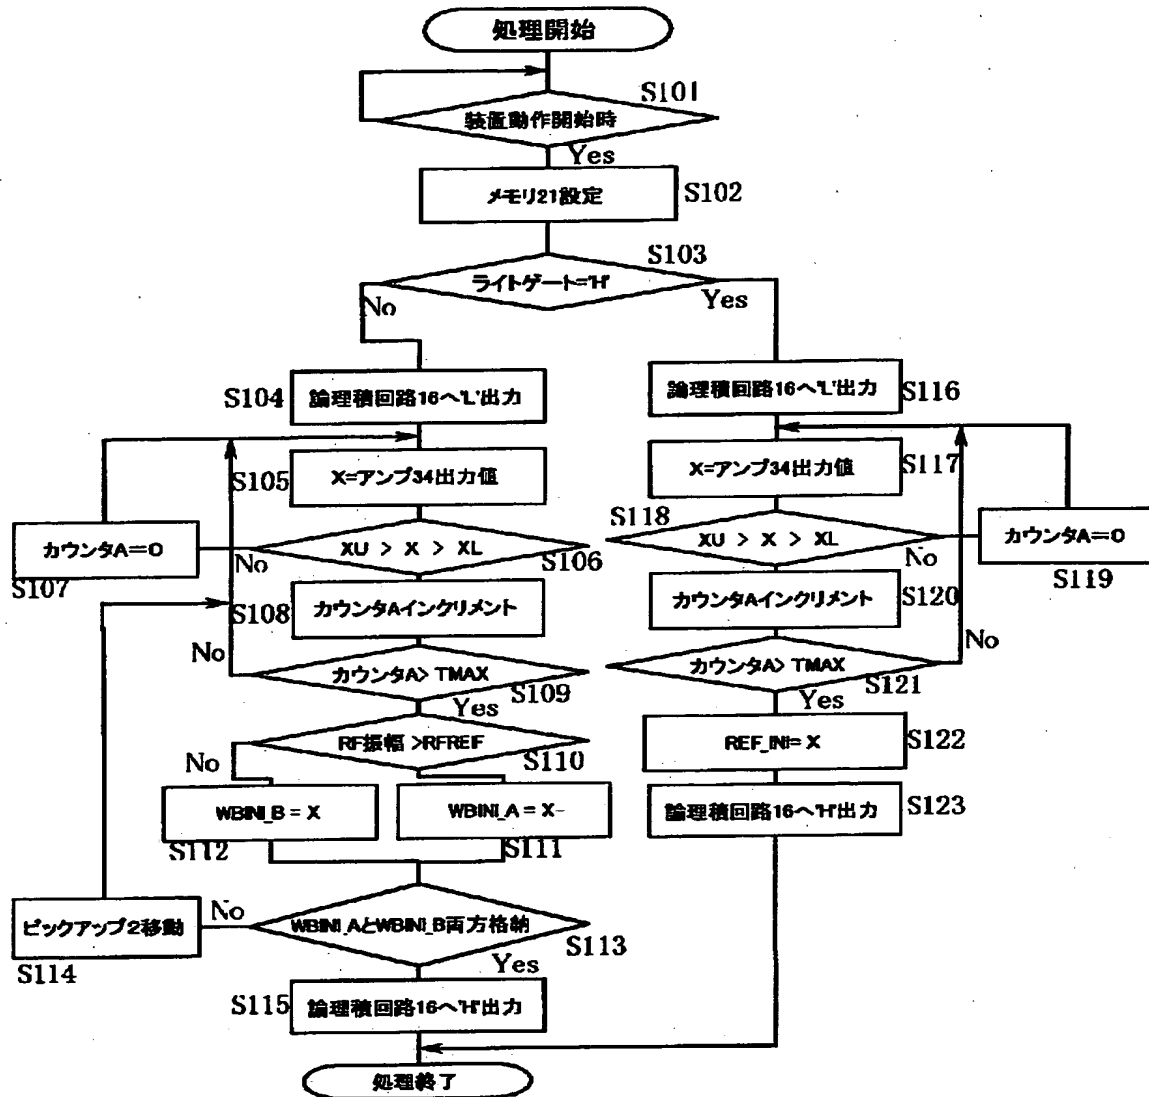 処理開始
S101
装置動作開始時
Yes
メモリ21設定
S102
S103
ライトゲート='H'
No
Yes
S104
論理積回路16へ'L'出力
論理積回路16へ'L'出力
S116
S105
X=アンプ34出力値
X=アンプ34出力値
S117
カウンタA=0
S107
No
XU > X > XL
S106
S118
XU > X > XL
No
カウンタA=0
S119
S108
カウンタAインクリメント
カウンタAインクリメント
S120
No
カウンタA> TMAX
S109
Yes
カウンタA> TMAX
No
S121
Yes
RF振幅 >RFREF
S110
No
REF_INI= X
S122
WBINI_B = X
S112
WBINI_A = X-
S111
論理積回路16へ'H'出力
S123
ピックアップ2移動
S114
No
WBINI_AとWBINI_B両方格納
S113
Yes
S115
論理積回路16へ'H'出力
処理終了